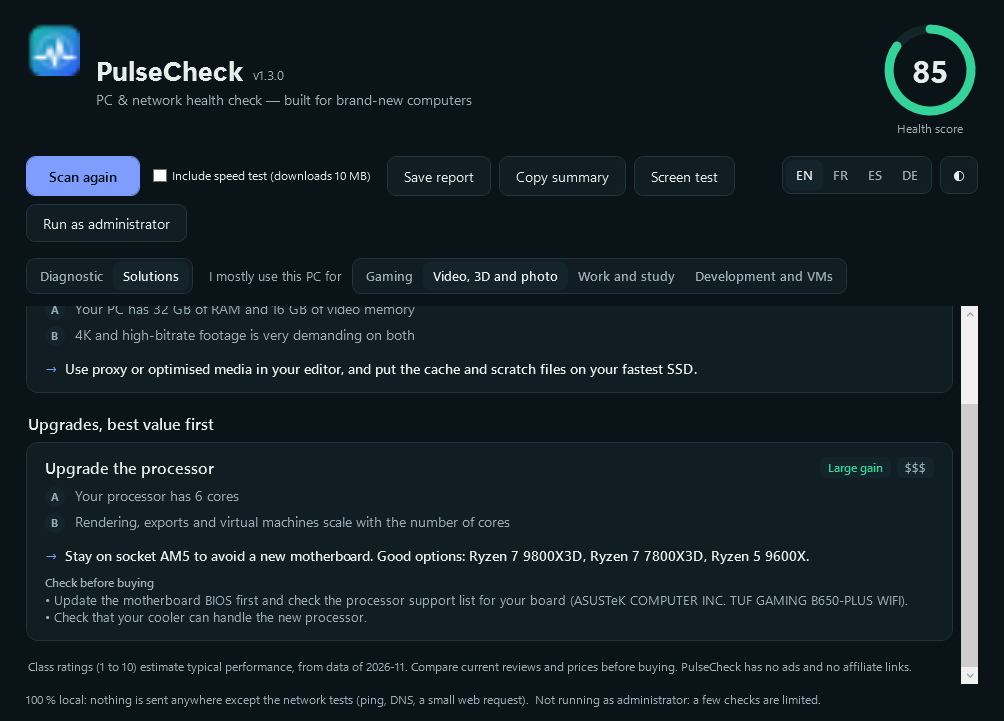 PulseCheck v1.3.0
PC & network health check — built for brand-new computers
85
Health score
Scan again
Include speed test (downloads 10 MB)
Save report
Copy summary
Screen test
EN FR ES DE
Run as administrator
Diagnostic Solutions
I mostly use this PC for
Gaming Video, 3D and photo Work and study Development and VMs
A Your PC has 32 GB of RAM and 16 GB of video memory
B 4K and high-bitrate footage is very demanding on both
→ Use proxy or optimised media in your editor, and put the cache and scratch files on your fastest SSD.
Upgrades, best value first
Upgrade the processor
Large gain $$$
A Your processor has 6 cores
B Rendering, exports and virtual machines scale with the number of cores
→ Stay on socket AM5 to avoid a new motherboard. Good options: Ryzen 7 9800X3D, Ryzen 7 7800X3D, Ryzen 5 9600X.
Check before buying
• Update the motherboard BIOS first and check the processor support list for your board (ASUSTeK COMPUTER INC. TUF GAMING B650-PLUS WIFI).
• Check that your cooler can handle the new processor.
Class ratings (1 to 10) estimate typical performance, from data of 2026-11. Compare current reviews and prices before buying. PulseCheck has no ads and no affiliate links.
100 % local: nothing is sent anywhere except the network tests (ping, DNS, a small web request). Not running as administrator: a few checks are limited.